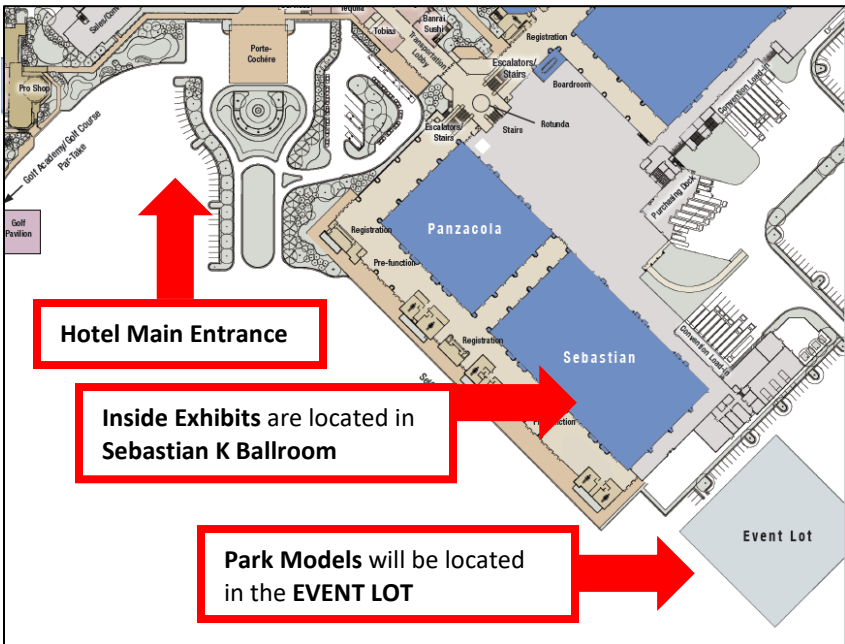 Sales/Con
Tequila
Banrai
Sushi
Tobias
Transportation
Lobby
Registration
Porte-
Cochère
Escalators/
Stairs
Boardroom
Convention Load-in
Pro Shop
Escalators/
Stairs
Stairs
Rotunda
Golf Academy/Golf Course
Par-Take
Purchasing Dock
Golf
Pavilion
Registration
Panzacola
Pre-function
Hotel Main Entrance
Registration
Sebastian
Convention Load-in
Inside Exhibits are located in
Sebastian K Ballroom
Event Lot
Park Models will be located
in the EVENT LOT